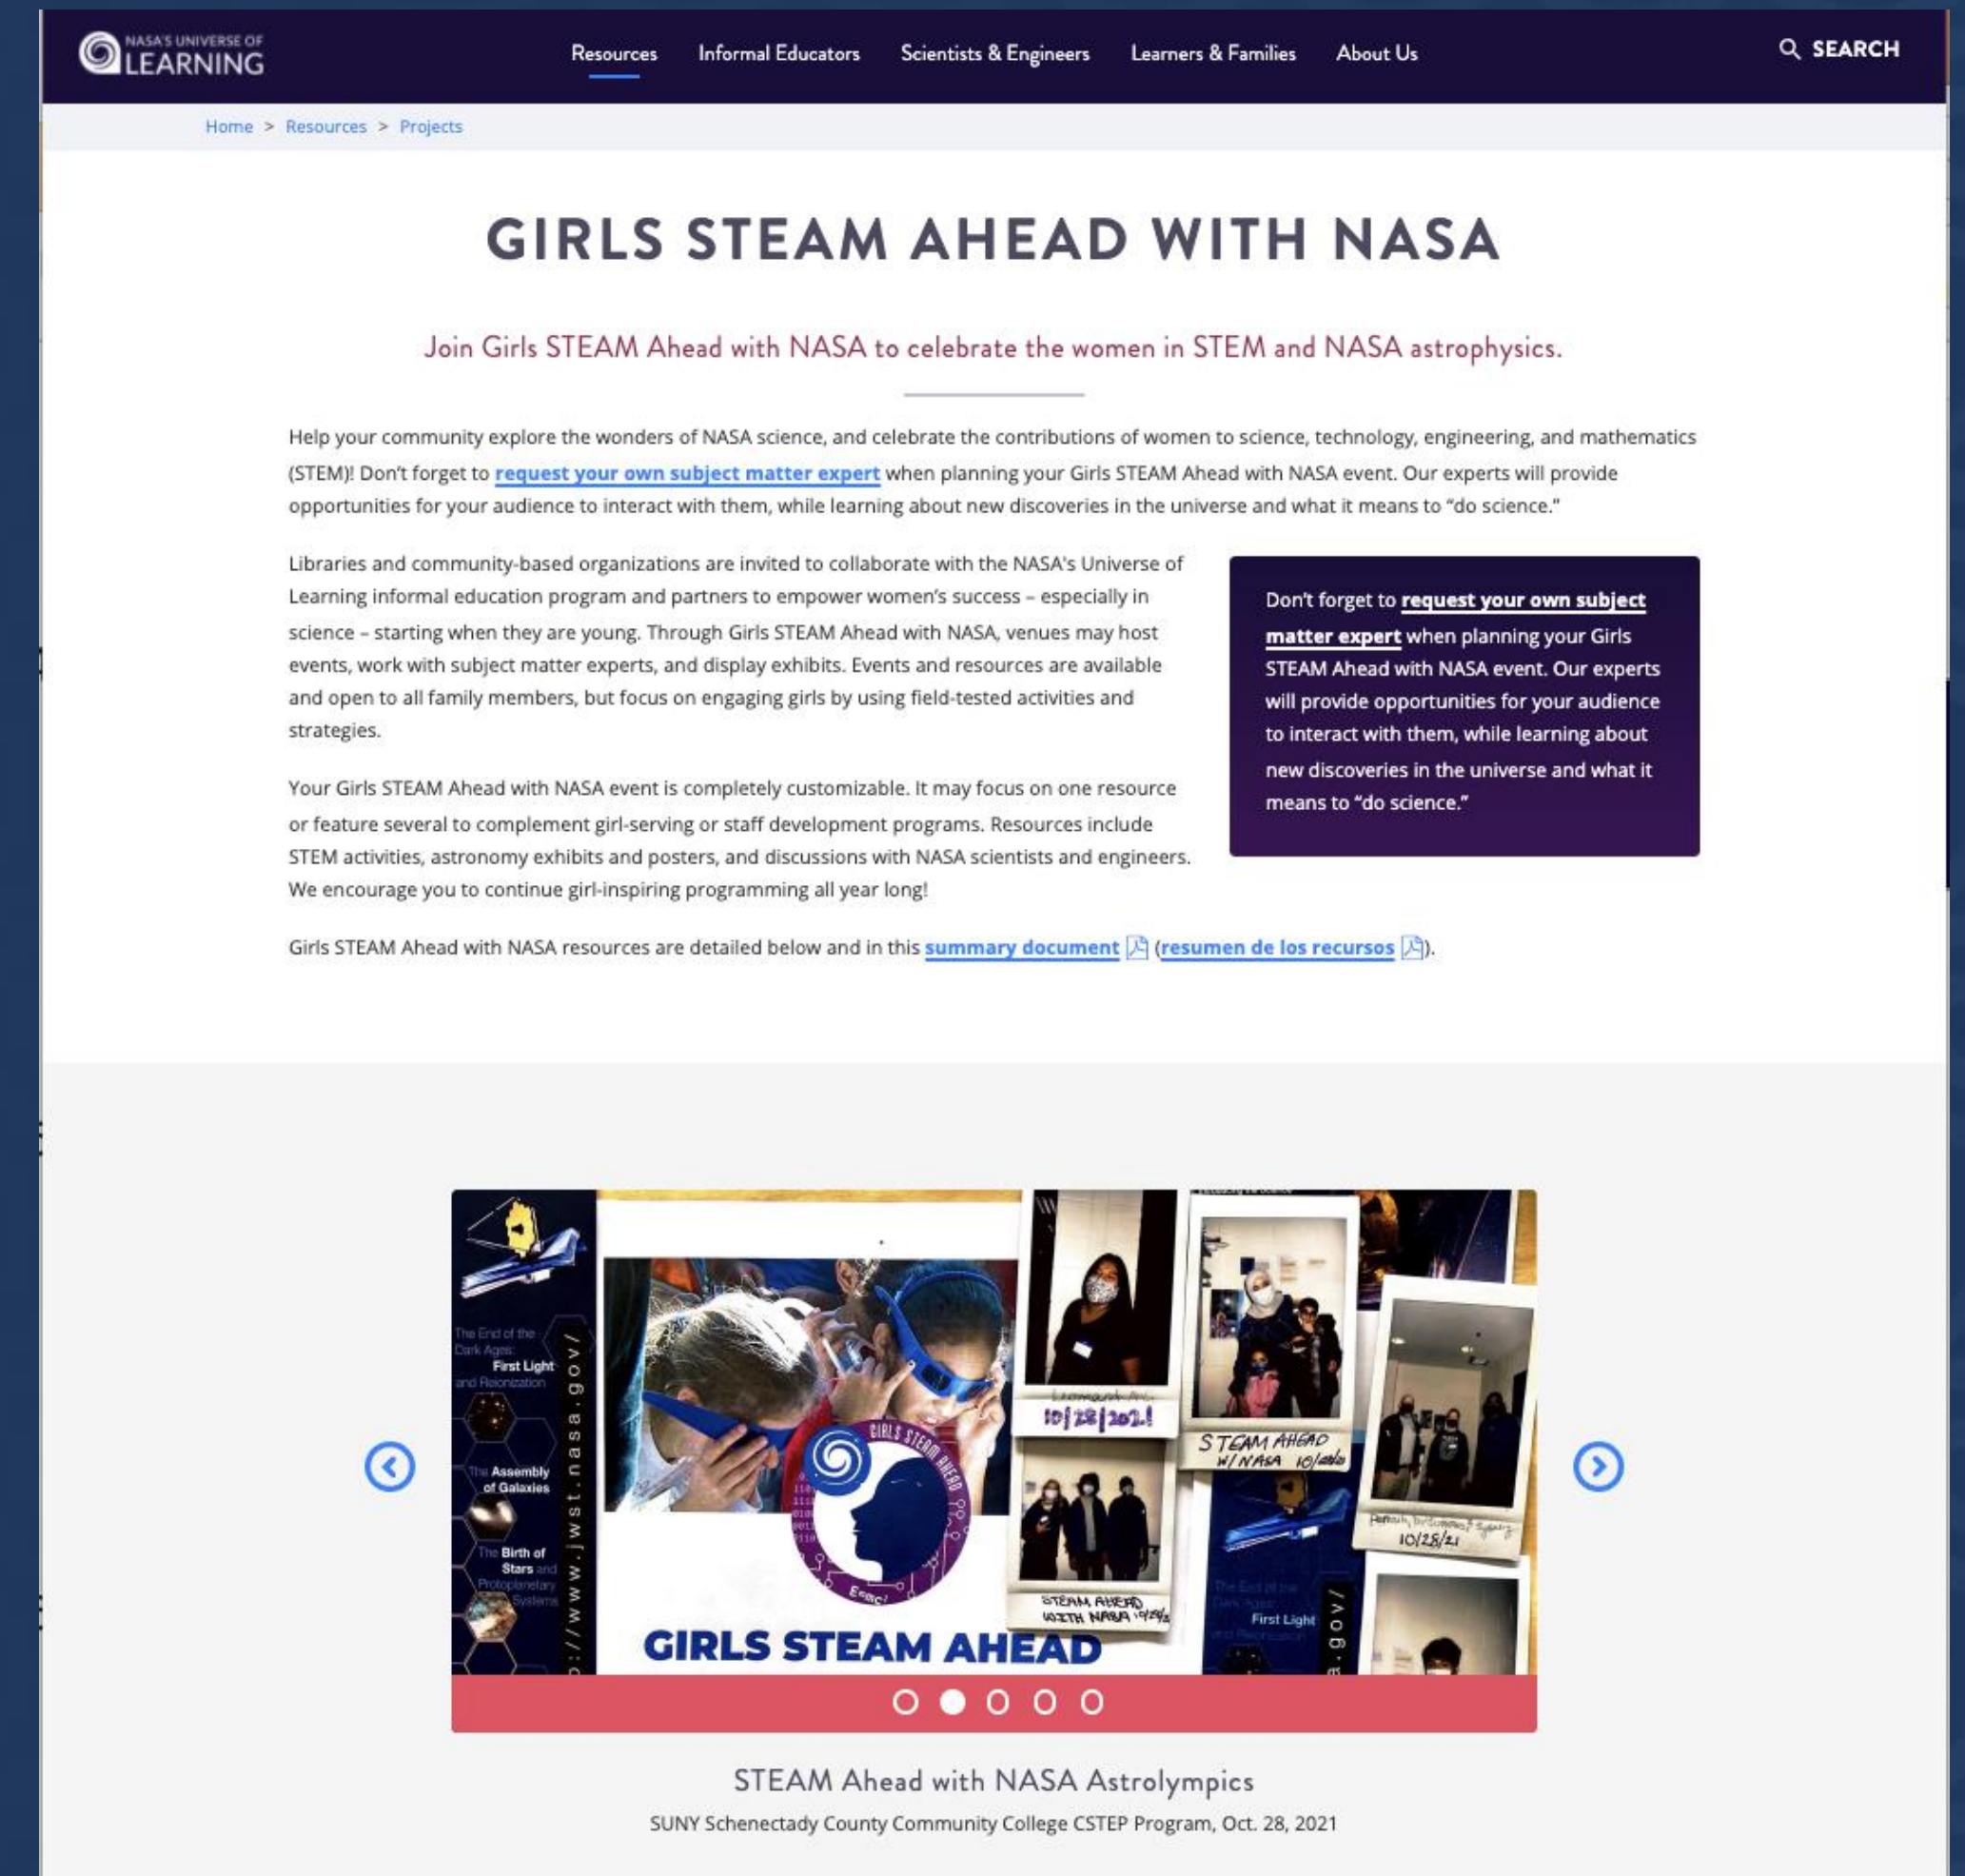 NASA'S UNIVERSE OF
LEARNING
Resources
Informal Educators
Scientists & Engineers
Learners & Families
About Us
SEARCH
Home > Resources > Projects
GIRLS STEAM AHEAD WITH NASA
Join Girls STEAM Ahead with NASA to celebrate the women in STEM and NASA astrophysics.
Help your community explore the wonders of NASA science, and celebrate the contributions of women to science, technology, engineering, and mathematics
(STEM)! Don't forget to request your own subject matter expert when planning your Girls STEAM Ahead with NASA event. Our experts will provide
opportunities for your audience to interact with them, while learning about new discoveries in the universe and what it means to “do science.”
Libraries and community-based organizations are invited to collaborate with the NASA's Universe of
Learning informal education program and partners to empower women's success – especially in
science – starting when they are young. Through Girls STEAM Ahead with NASA, venues may host
events, work with subject matter experts, and display exhibits. Events and resources are available
and open to all family members, but focus on engaging girls by using field-tested activities and
strategies.
Your Girls STEAM Ahead with NASA event is completely customizable. It may focus on one resource
or feature several to complement girl-serving or staff development programs. Resources include
STEM activities, astronomy exhibits and posters, and discussions with NASA scientists and engineers.
We encourage you to continue girl-inspiring programming all year long!
Don't forget to request your own subject
matter expert when planning your Girls
STEAM Ahead with NASA event. Our experts
will provide opportunities for your audience
to interact with them, while learning about
new discoveries in the universe and what it
means to “do science.”
Girls STEAM Ahead with NASA resources are detailed below and in this summary document (resumen de los recursos).
The End of the
Dark Ages:
First Light
and Reionization
The Assembly
of Galaxies
The Birth of
Stars and
Protoplanetary
Systems
://www.jwst.nasa.gov/
GIRLS STEAM AHEAD
E=mc²
GIRLS STEAM AHEAD
10/28/2021
STEAM AHEAD
W/ NASA
STEAM AHEAD
WITH NASA
10/28/21
The End of the
Dark Ages:
First Light
and Reionization
a.gov/
STEAM Ahead with NASA Astrolympics
SUNY Schenectady County Community College CSTEP Program, Oct. 28, 2021